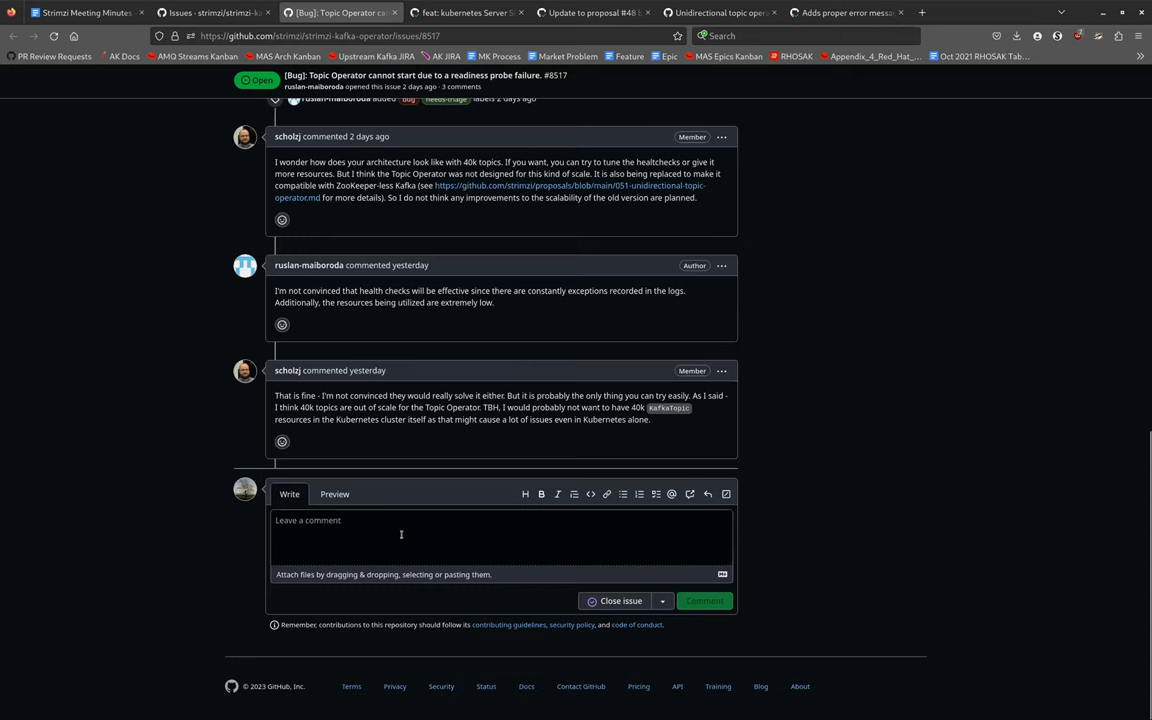 Strimzi Meeting Minutes
Issues · strimzi/strimzi-ka
[Bug]: Topic Operator can
feat: kubernetes Server S
Update to proposal #48 b
Unidirectional topic opera
Adds proper error messa
https://github.com/strimzi/strimzi-kafka-operator/issues/8517
Search
PR Review Requests
AK Docs
AMQ Streams Kanban
MAS Arch Kanban
Upstream Kafka JIRA
AK JIRA
MK Process
Market Problem
Feature
Epic
RHOSAK
MAS Epics Kanban
Appendix_4_Red_Hat_...
Oct 2021 RHOSAK Tab...
Open
[Bug]: Topic Operator cannot start due to a readiness probe failure. #8517
ruslan-maiboroda opened this issue 2 days ago · 3 comments
ruslan-maiboroda added bug needs-triage labels 2 days ago
scholzj commented 2 days ago
Member
I wonder how does your architecture look like with 40k topics. If you want, you can try to tune the healtchecks or give it
more resources. But I think the Topic Operator was not designed for this kind of scale. It is also being replaced to make it
compatible with ZooKeeper-less Kafka (see https://github.com/strimzi/proposals/blob/main/051-unidirectional-topic-
operator.md for more details). So I do not think any improvements to the scalability of the old version are planned.
ruslan-maiboroda commented yesterday
Author
I'm not convinced that health checks will be effective since there are constantly exceptions recorded in the logs.
Additionally, the resources being utilized are extremely low.
scholzj commented yesterday
Member
That is fine - I'm not convinced they would really solve it either. But it is probably the only thing you can try easily. As I said -
I think 40k topics are out of scale for the Topic Operator. TBH, I would probably not want to have 40k KafkaTopic
resources in the Kubernetes cluster itself as that might cause a lot of issues even in Kubernetes alone.
Write
Preview
Leave a comment
Attach files by dragging & dropping, selecting or pasting them.
Close issue
Comment
Remember, contributions to this repository should follow its contributing guidelines, security policy, and code of conduct.
© 2023 GitHub, Inc.
Terms
Privacy
Security
Status
Docs
Contact GitHub
Pricing
API
Training
Blog
About